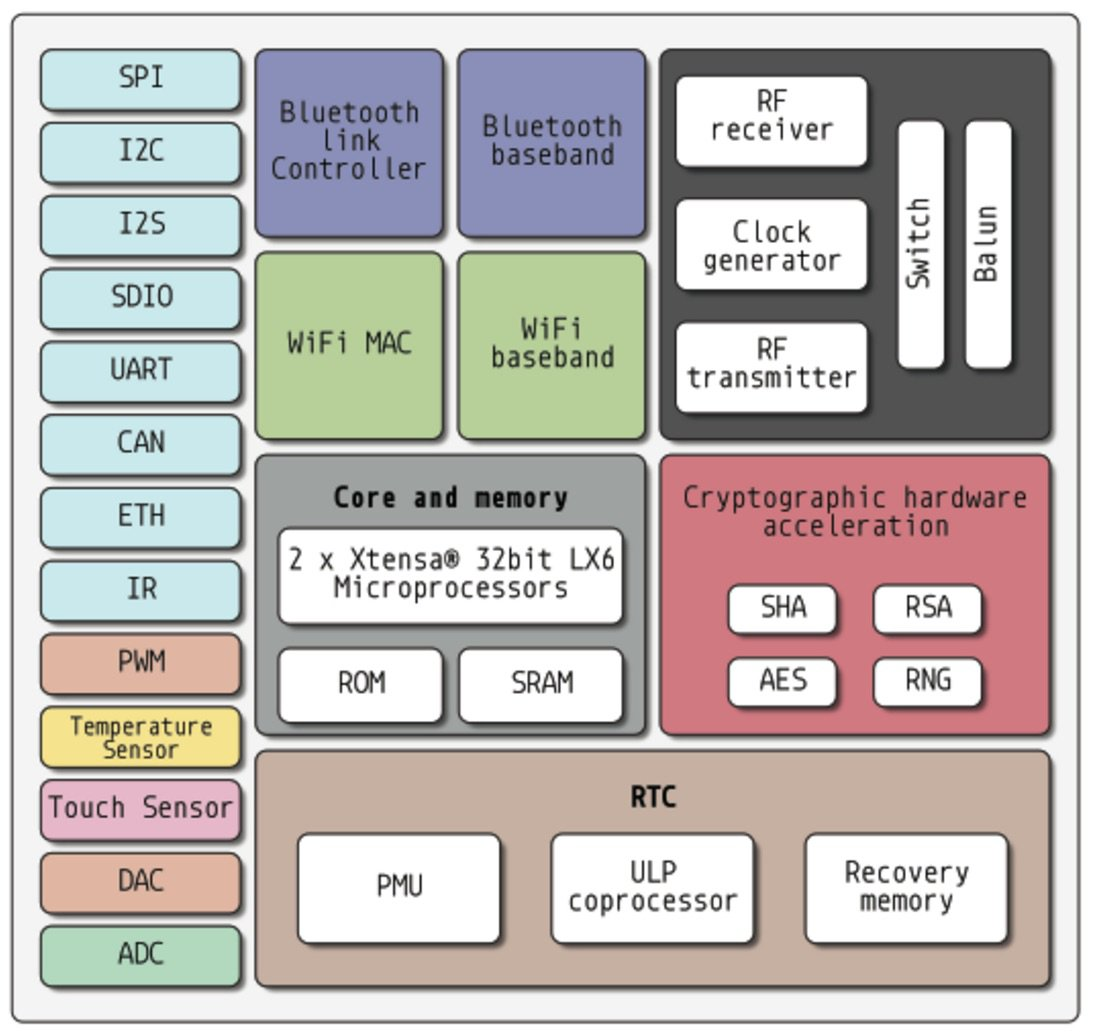 SPI
I2C
I2S
SDIO
UART
CAN
ETH
IR
PWM
Temperature
Sensor
Touch Sensor
DAC
ADC
Bluetooth
link
Controller
Bluetooth
baseband
WiFi MAC
WiFi
baseband
RF
receiver
Clock
generator
RF
transmitter
Switch
Balun
Core and memory
2 x Xtensa® 32bit LX6
Microprocessors
ROM
SRAM
Cryptographic hardware
acceleration
SHA
RSA
AES
RNG
RTC
PMU
ULP
coprocessor
Recovery
memory